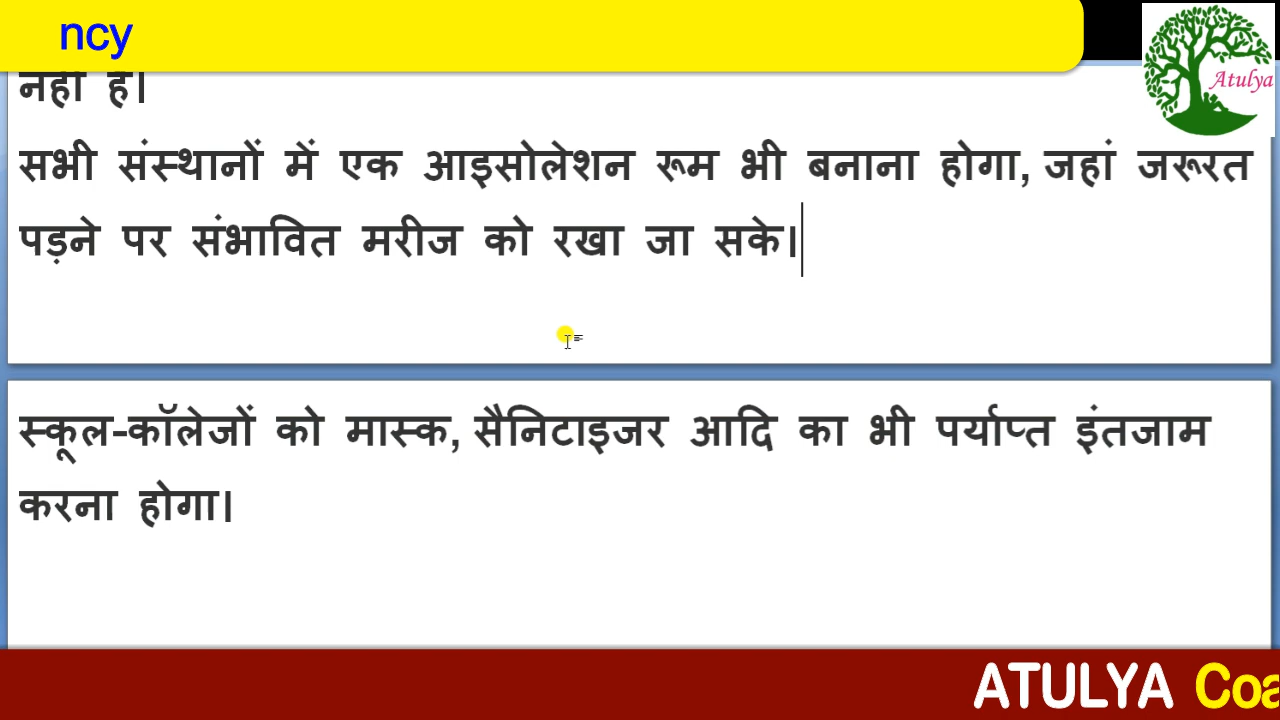 ncy
Atulya
नहीं है।
सभी संस्थानों में एक आइसोलेशन रूम भी बनाना होगा, जहां जरूरत
पड़ने पर संभावित मरीज को रखा जा सके।
स्कूल-कॉलेजों को मास्क, सैनिटाइजर आदि का भी पर्याप्त इंतजाम
करना होगा।
ATULYA Coa